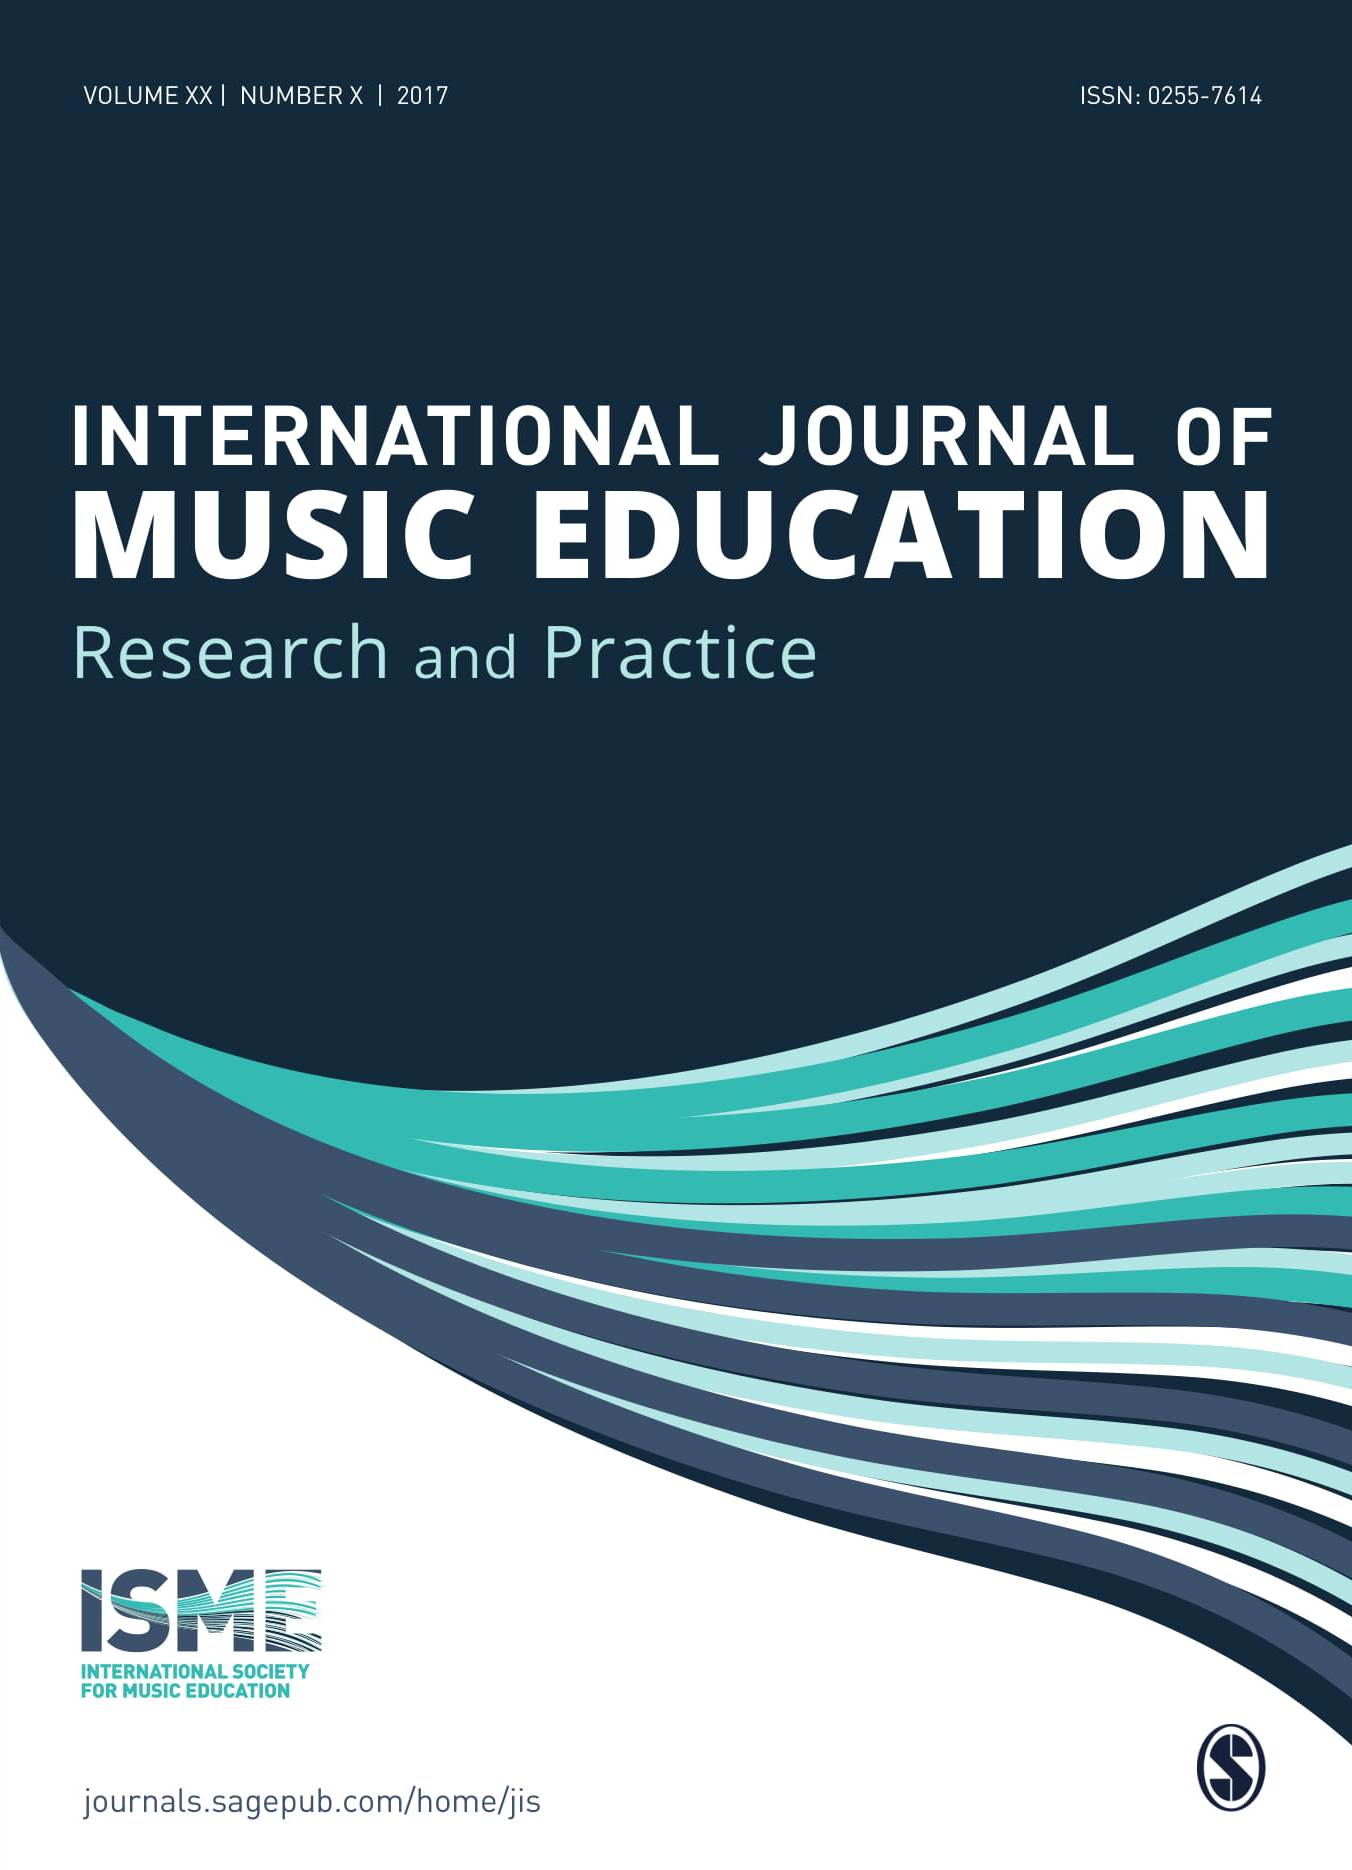 VOLUME XX | NUMBER X | 2017
ISSN: 0255-7614
INTERNATIONAL JOURNAL OF
MUSIC EDUCATION
Research and Practice
ISME
INTERNATIONAL SOCIETY
FOR MUSIC EDUCATION
journals.sagepub.com/home/jis
S